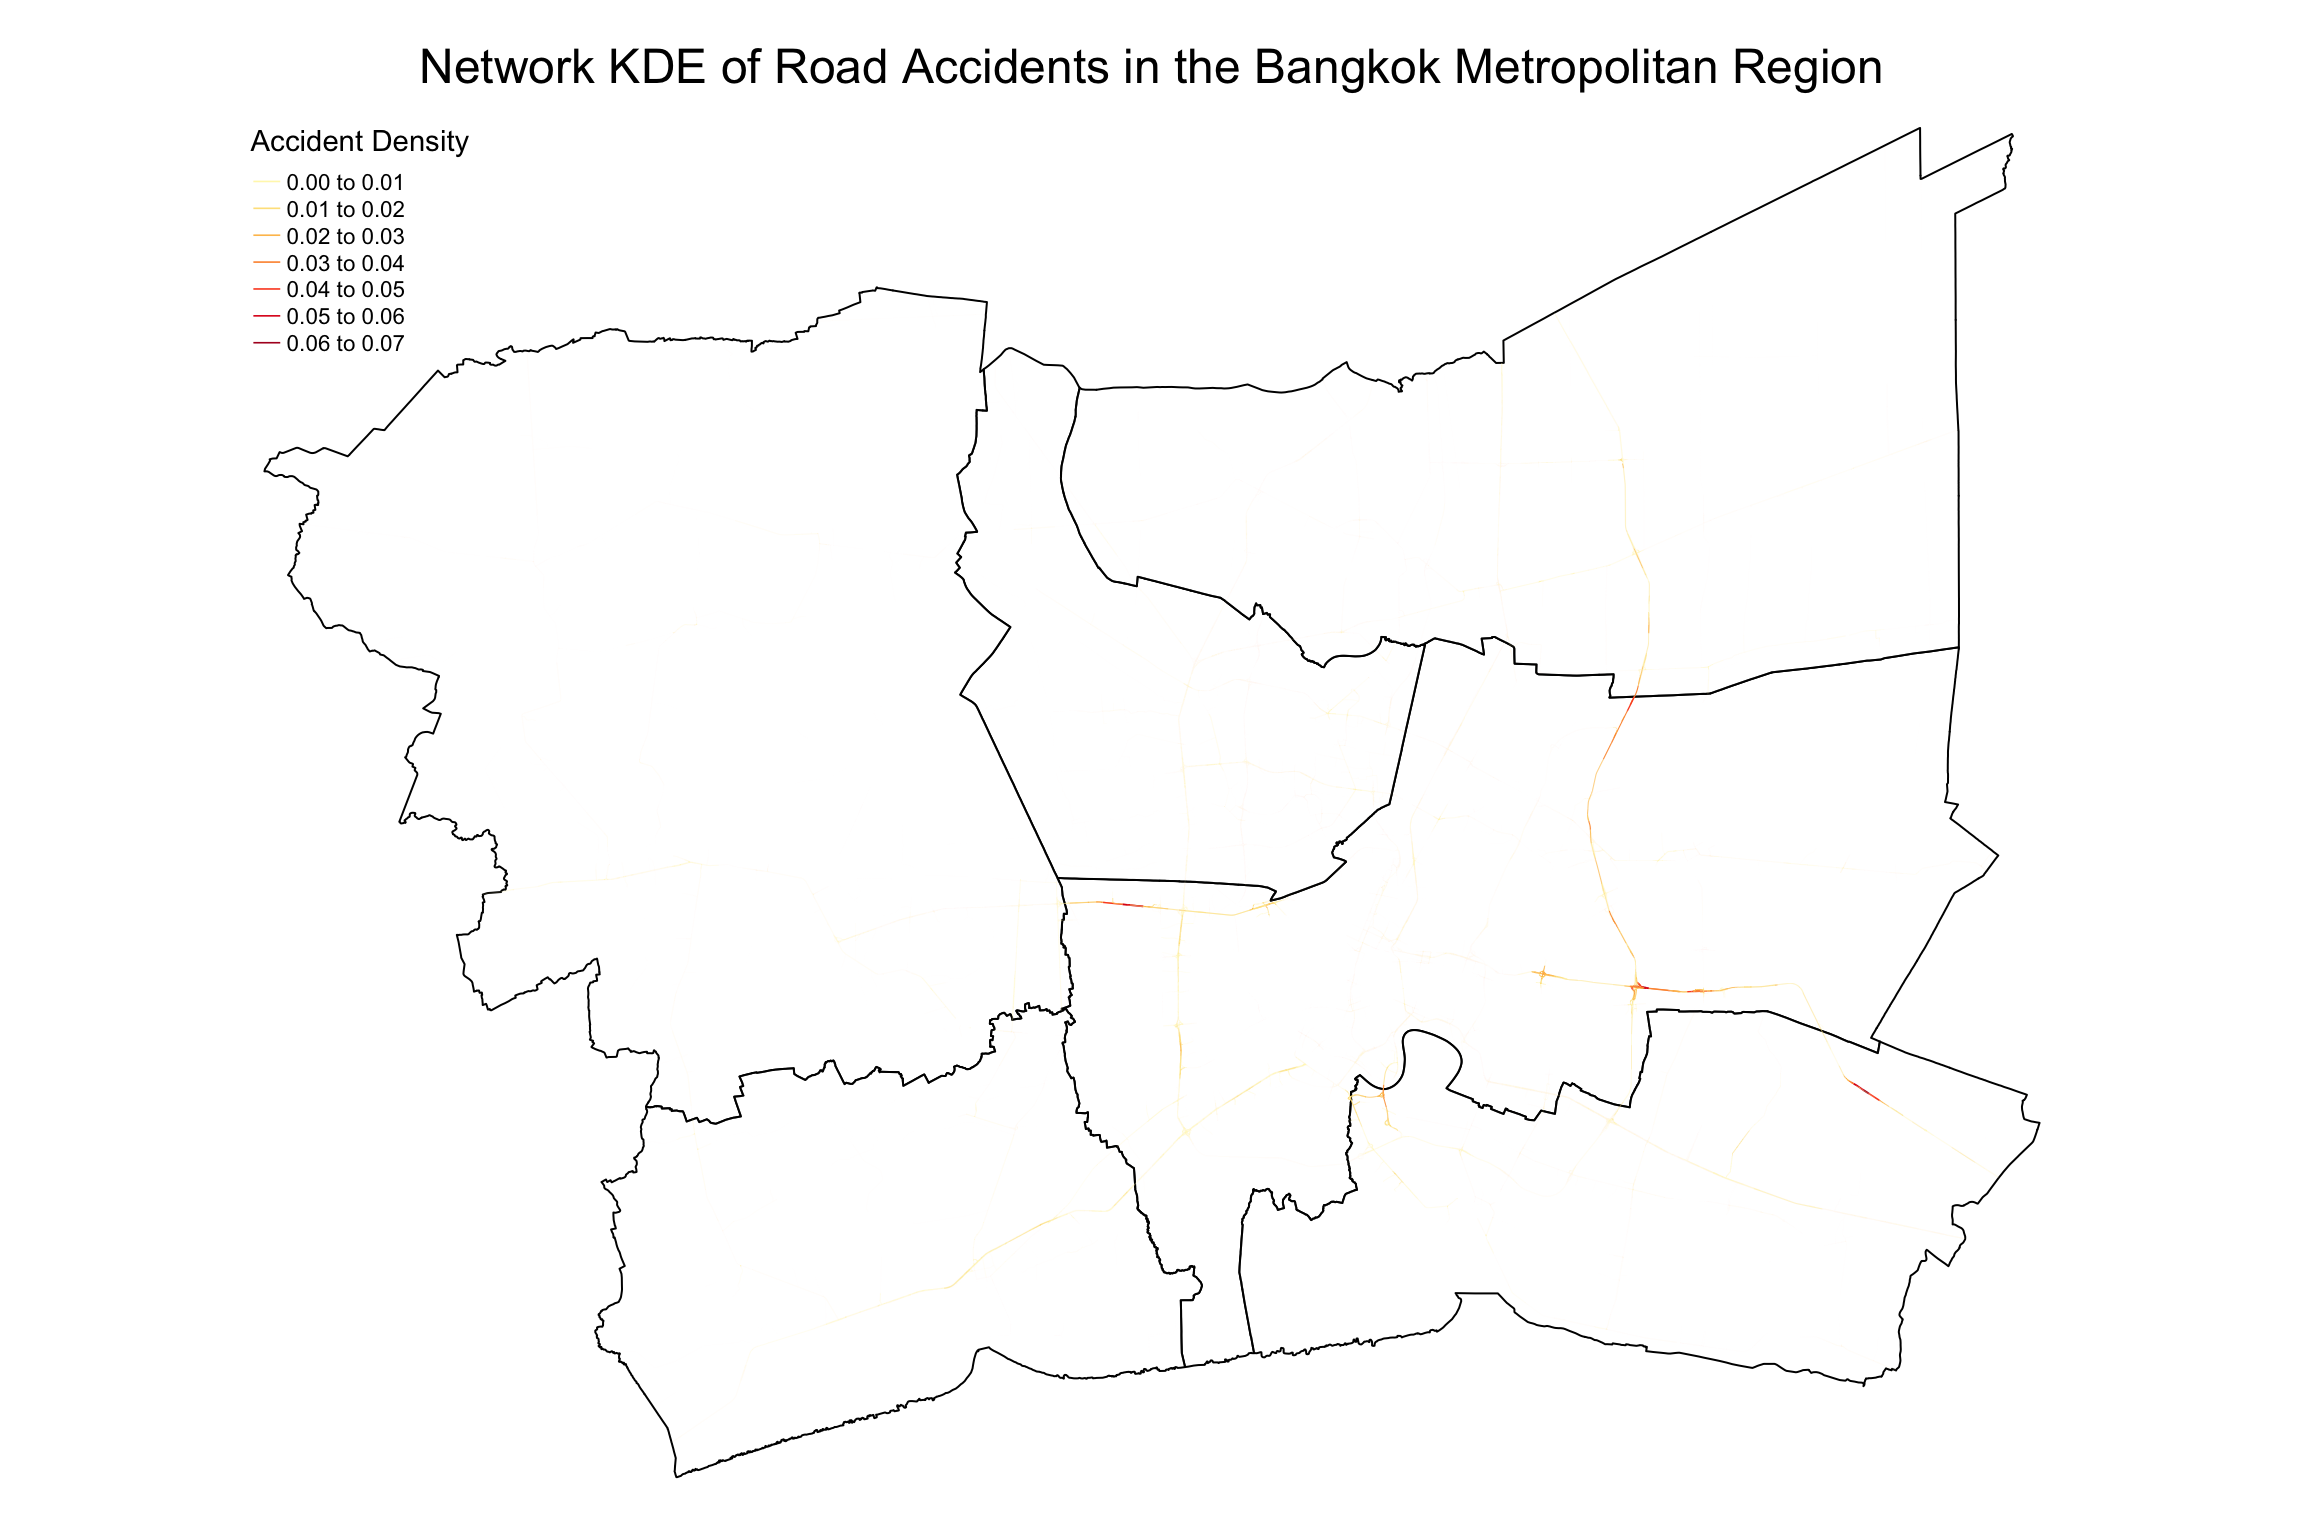 Network KDE of Road Accidents in the Bangkok Metropolitan Region
Accident Density
0.00 to 0.01
0.01 to 0.02
0.02 to 0.03
0.03 to 0.04
0.04 to 0.05
0.05 to 0.06
0.06 to 0.07